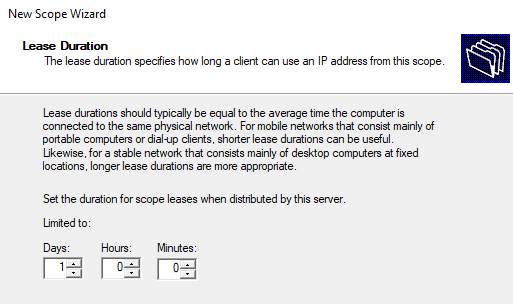 New Scope Wizard
Lease Duration
The lease duration specifies how long a client can use an IP address from this scope.
Lease durations should typically be equal to the average time the computer is
connected to the same physical network. For mobile networks that consist mainly of
portable computers or dial-up clients, shorter lease durations can be useful.
Likewise, for a stable network that consists mainly of desktop computers at fixed
locations, longer lease durations are more appropriate.
Set the duration for scope leases when distributed by this server.
Limited to:
Days: Hours: Minutes:
1 0 0